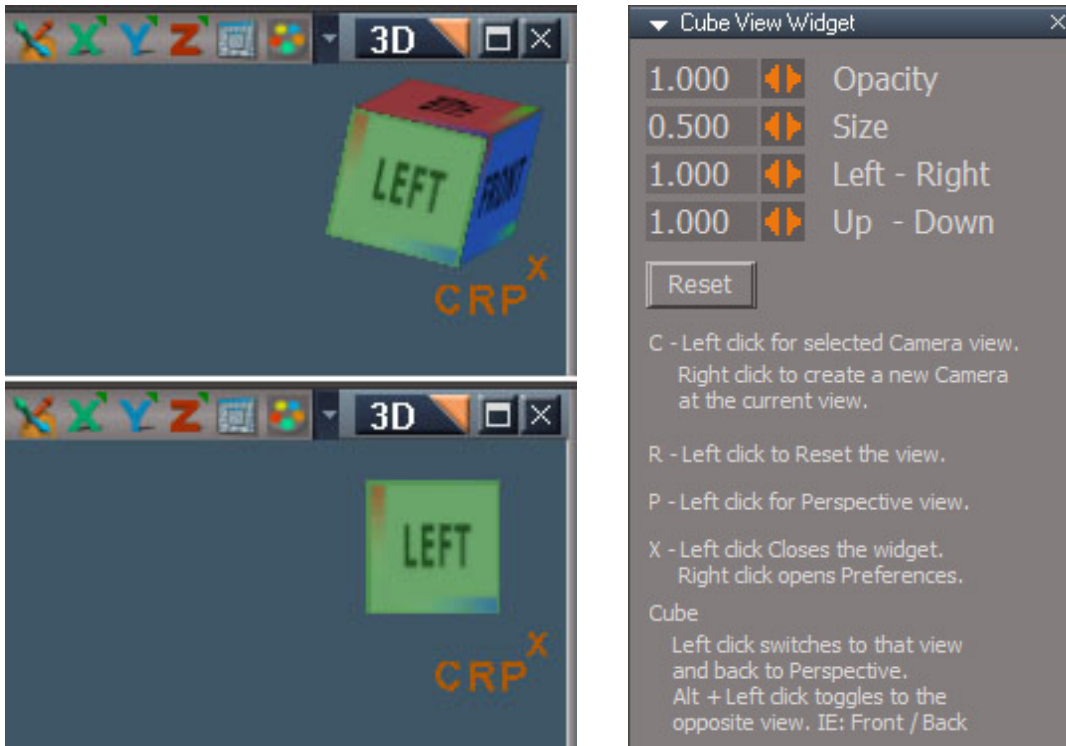 X Y Z 3D
LEFT
FRONT
X
CRP
X Y Z 3D
LEFT
X
CRP
Cube View Widget
1.000 Opacity
0.500 Size
1.000 Left - Right
1.000 Up - Down
Reset
C - Left click for selected Camera view.
Right click to create a new Camera
at the current view.
R - Left click to Reset the view.
P - Left click for Perspective view.
X - Left click Closes the widget.
Right click opens Preferences.
Cube
Left click switches to that view
and back to Perspective.
Alt + Left click toggles to the
opposite view. IE: Front / Back